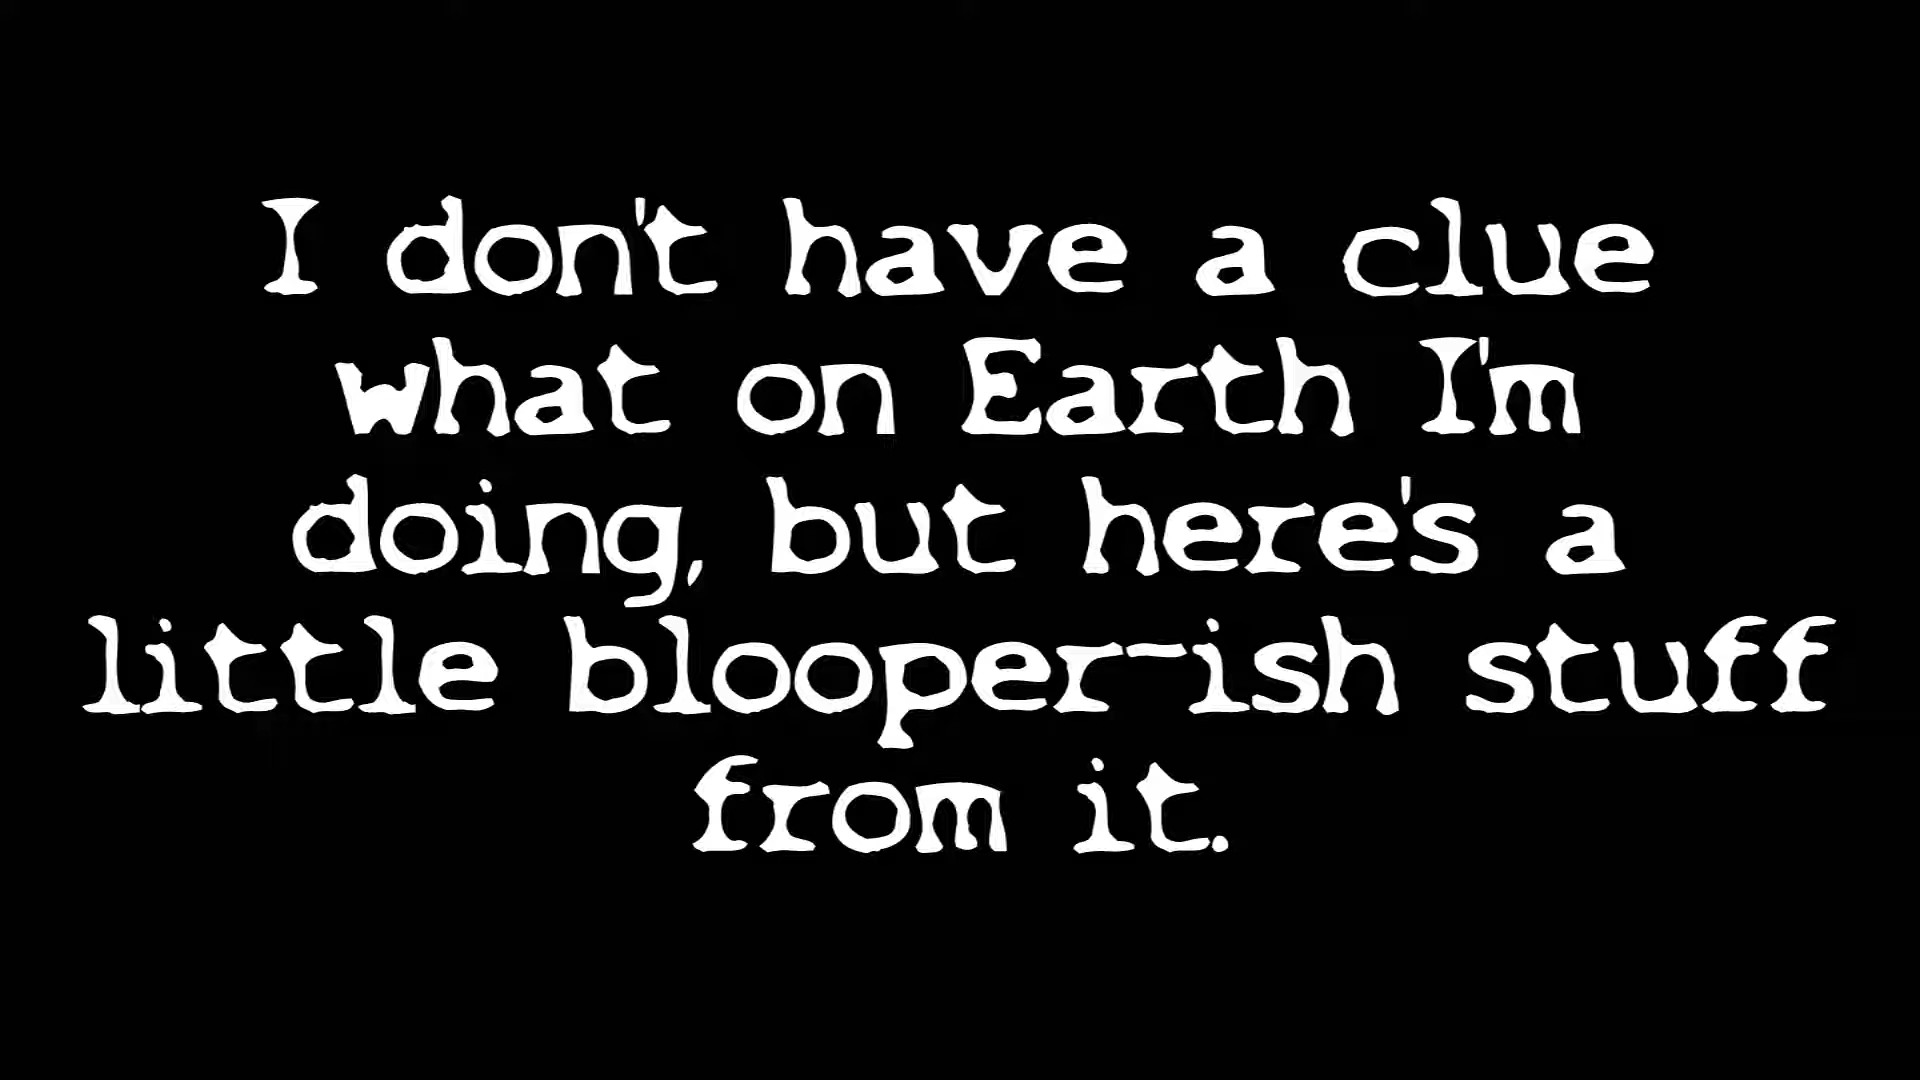 I don't have a clue
what on Earth I'm
doing, but here's a
little blooper-ish stuff
from it.